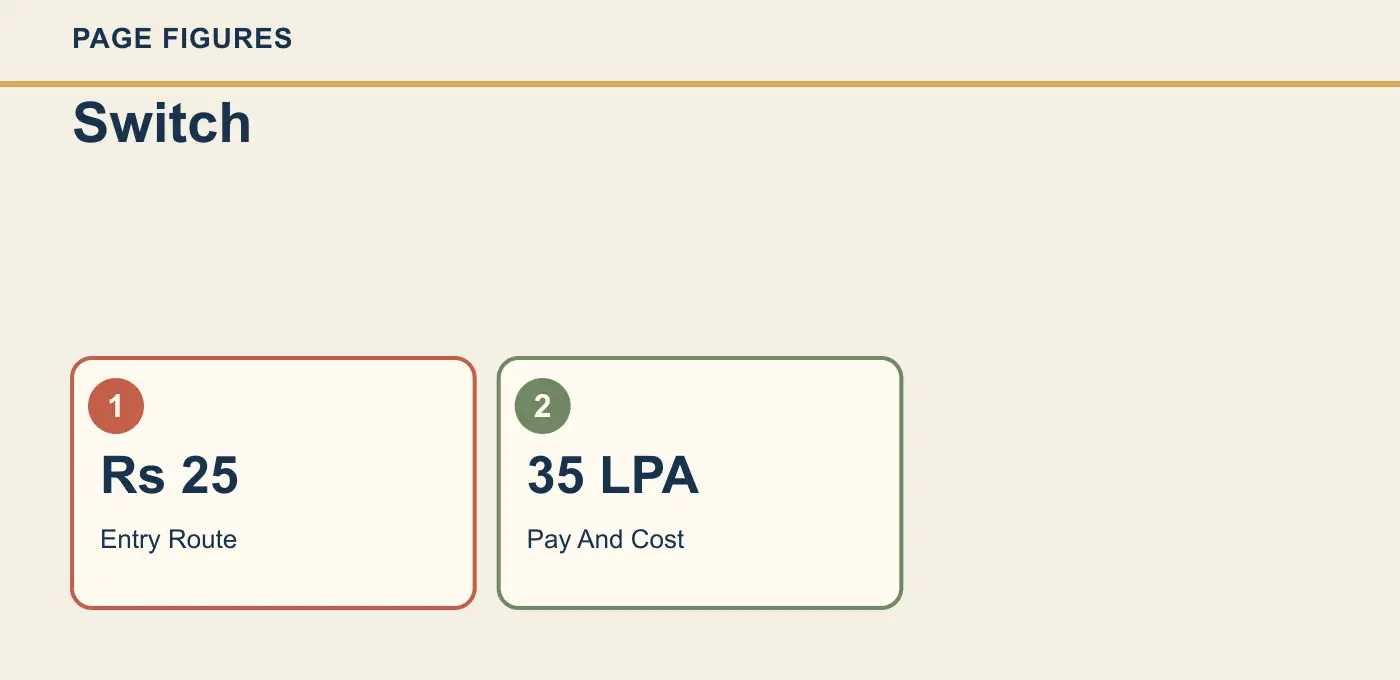 PAGE FIGURES
Switch
1
Rs 25
Entry Route
2
35 LPA
Pay And Cost